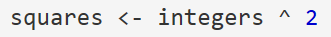 squares <- integers ^ 2